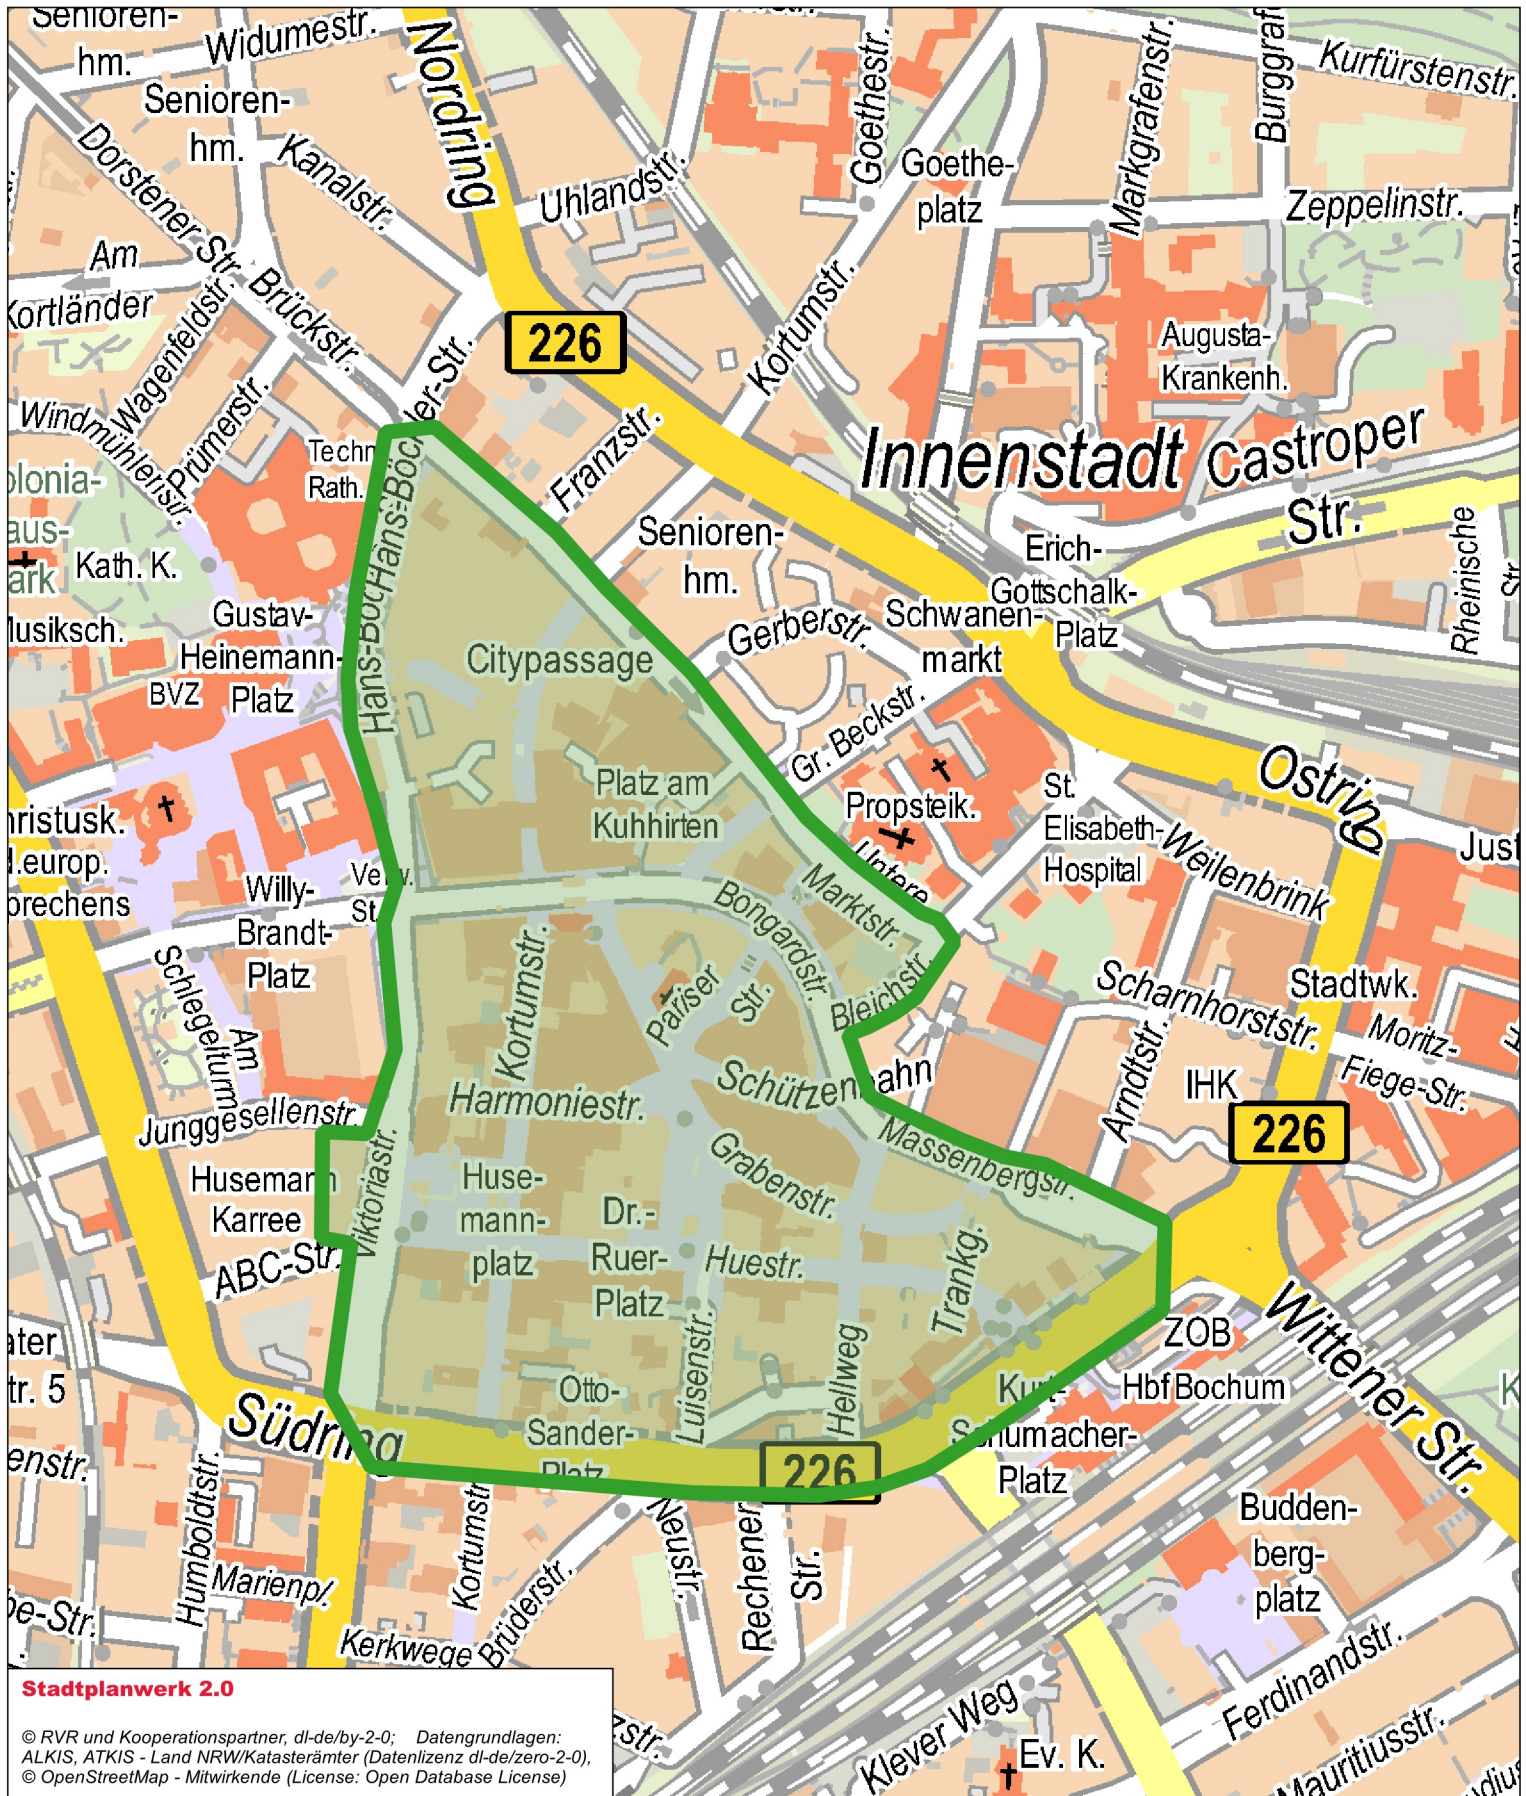 Senioren-
hm.
Widumestr.
Nordring
Goethestr.
Markgrafenstr.
Kurfürstenstr.
Senioren-
hm.
Kanalstr.
Dorstener Str.
Uhlandstr.
Goethe-
platz
Zeppelinstr.
Am
Kortländer
Wagenfeldstr.
Brückstr.
226
Kortumstr.
Augusta-
Krankenh.
Windmühlenstr.
Prümerstr.
Franzstr.
Innenstadt
Castroper
Str.
Techn.
Rath.
Kath. K.
Senioren-
hm.
Erich-
Gottschalk-
Platz
Rheinische
Str.
Gustav-
Heinemann-
Platz
BVZ
Citypassage
Gerberstr.
Schwanen-
markt
Gr. Beckstr.
Platz am
Kuhhirten
Propsteik.
St.
Elisabeth-
Hospital
Ostring
Weilenbrink
Willy-
Brandt-
Platz
Untere
Marktstr.
Bongardstr.
Bleichstr.
Kortumstr.
Pariser
Str.
Schützenbahn
Scharnhorststr.
Stadtwk.
Moritz-
Fiege-Str.
Am
Schlegelturm
Junggesellenstr.
Harmoniestr.
Massenbergstr.
Arndtstr.
IHK
226
Husemann
Karree
Viktoriastr.
Huse-
mann-
platz
Dr.-
Ruer-
Platz
Grabenstr.
Huestr.
Trankg.
ABC-Str.
ZOB
Hbf Bochum
Wittener Str.
Südring
Otto-
Sander-
Platz
Luisenstr.
Hellweg
226
Kurt-
Schumacher-
Platz
Humboldtstr.
Marienpl.
Kortumstr.
Brüderstr.
Neustr.
Rechener
Str.
Budden-
berg-
platz
Kerkwege
Klever Weg
Ev. K.
Ferdinandstr.
Mauritiusstr.
Stadtplanwerk 2.0
© RVR und Kooperationspartner, dl-de/by-2-0; Datengrundlagen:
ALKIS, ATKIS - Land NRW/Katasterämter (Datenlizenz dl-de/zero-2-0),
© OpenStreetMap - Mitwirkende (License: Open Database License)